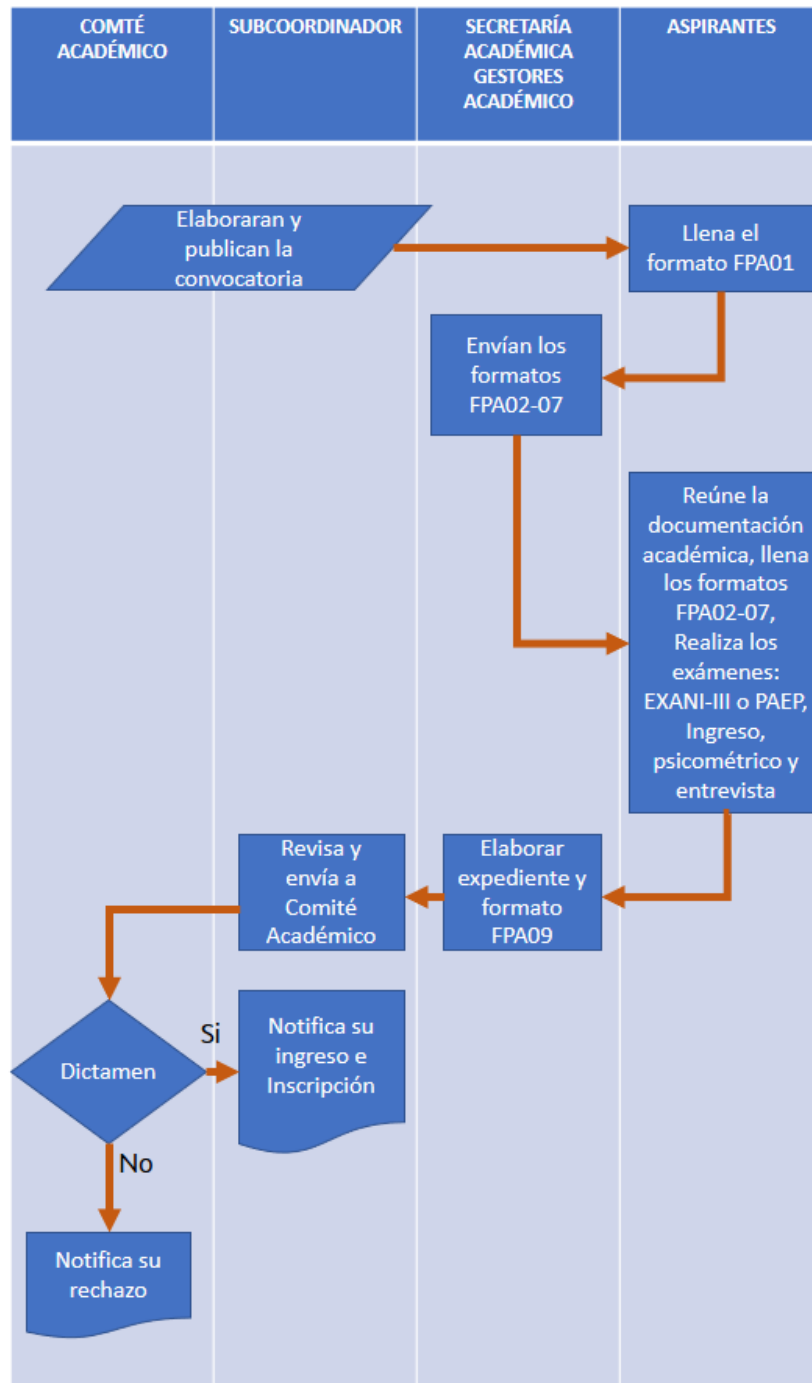 COMTÉ
ACADÉMICO
SUBCOORDINADOR
SECRETARÍA
ACADÉMICA
GESTORES
ACADÉMICO
ASPIRANTES
Elaboraran y
publican la
convocatoria
Llena el
formato FPA01
Envían los
formatos
FPA02-07
Reúne la
documentación
académica, llena
los formatos
FPA02-07,
Realiza los
exámenes:
EXANI-III o PAEP,
Ingreso,
psicométrico y
entrevista
Elaborar
expediente y
formato
FPA09
Revisa y
envía a
Comité
Académico
Dictamen
Si
Notifica su
ingreso e
Inscripción
No
Notifica su
rechazo